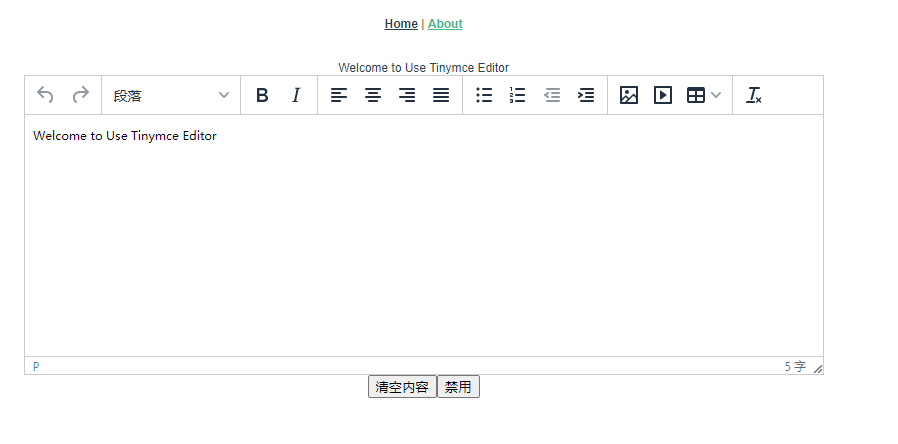 Home | About
Welcome to Use Tinymce Editor
段落 B I
Welcome to Use Tinymce Editor
P 5 字
清空内容 禁用